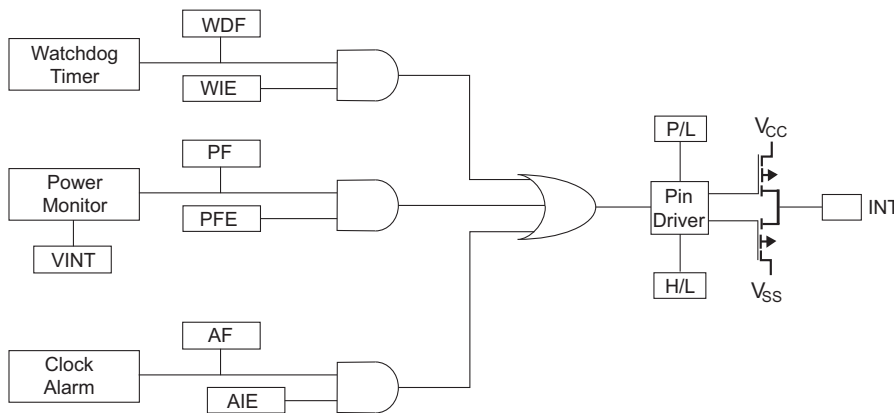 WDF
Watchdog
Timer
WIE
P/L
VCC
PF
Power
Monitor
PFE
Pin
Driver
INT
VINT
H/L
VSS
AF
Clock
Alarm
AIE